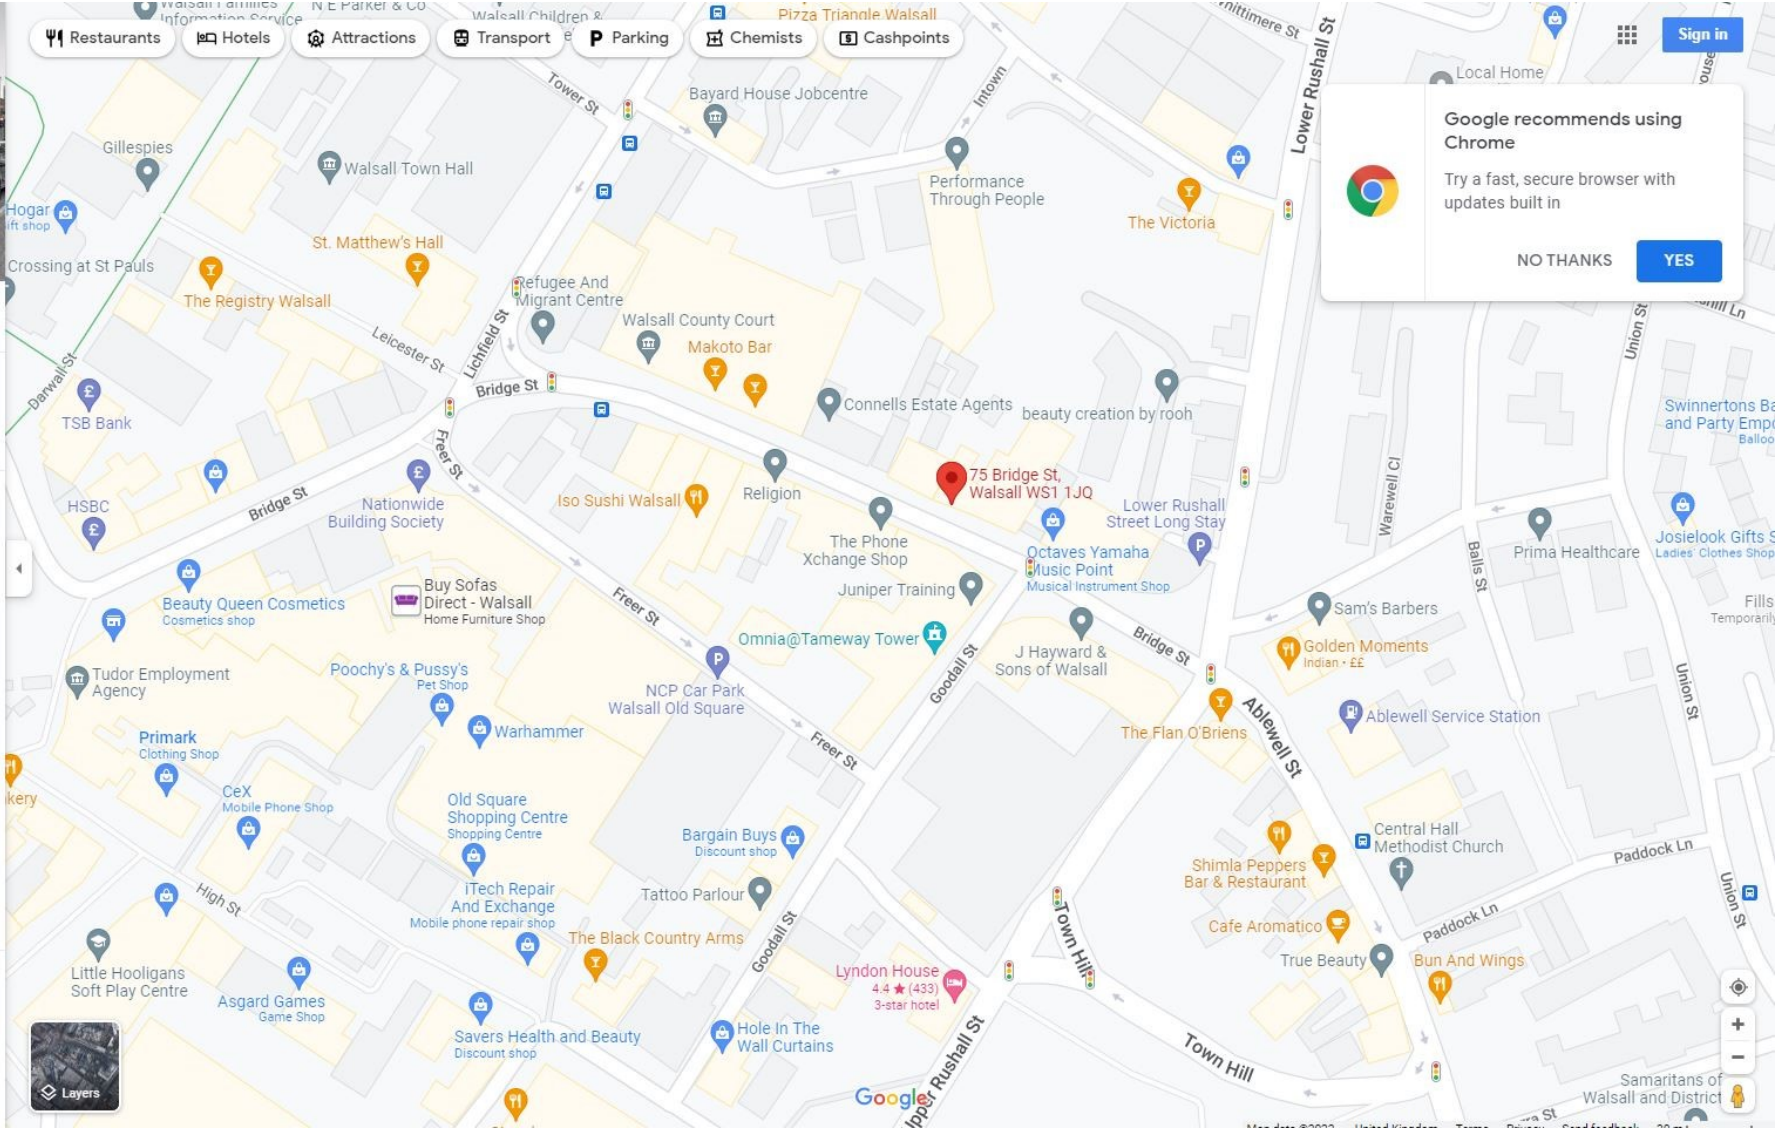 Information Service
N E Parker & Co
Walsall Children &
Pizza Triangle Walsall
Restaurants
Hotels
Attractions
Transport
Parking
Chemists
Cashpoints
Sign in
Tower St
Intown
Lower Rushall St
Local Home
Bayard House Jobcentre
Gillespies
Walsall Town Hall
Performance
Through People
The Victoria
Google recommends using
Chrome
Try a fast, secure browser with
updates built in
NO THANKS
YES
Hogar
St. Matthew's Hall
Crossing at St Pauls
The Registry Walsall
Refugee And
Migrant Centre
Walsall County Court
Makoto Bar
Leicester St
Lichfield St
Bridge St
Darwall St
TSB Bank
Connells Estate Agents
beauty creation by rooh
Union St
Swinnertons
Freer St
75 Bridge St,
Walsall WS1 1JQ
Religion
Iso Sushi Walsall
HSBC
Bridge St
Nationwide
Building Society
Lower Rushall
Street Long Stay
Warewell Cl
The Phone
Xchange Shop
Octaves Yamaha
Music Point
Musical Instrument Shop
Prima Healthcare
Josielook Gifts
Ladies' Clothes Shop
Balls St
Juniper Training
Buy Sofas
Direct - Walsall
Home Furniture Shop
Beauty Queen Cosmetics
Cosmetics shop
Freer St
Omnia@Tameway Tower
J Hayward &
Sons of Walsall
Bridge St
Sam's Barbers
Golden Moments
Indian · ££
Tudor Employment
Agency
Poochy's & Pussy's
Pet Shop
NCP Car Park
Walsall Old Square
Goodall St
Union St
Warhammer
Freer St
The Flan O'Briens
Ablewell St
Ablewell Service Station
Primark
Clothing Shop
CeX
Mobile Phone Shop
Old Square
Shopping Centre
Shopping Centre
Bargain Buys
Discount shop
Central Hall
Methodist Church
Paddock Ln
Shimla Peppers
Bar & Restaurant
High St
iTech Repair
And Exchange
Mobile phone repair shop
Tattoo Parlour
Union St
Paddock Ln
Cafe Aromatico
The Black Country Arms
Goodall St
Town Hill
True Beauty
Bun And Wings
Little Hooligans
Soft Play Centre
Asgard Games
Game Shop
Lyndon House
4.4 ★ (433)
3-star hotel
Savers Health and Beauty
Discount shop
Hole In The
Wall Curtains
Town Hill
Upper Rushall St
Layers
Google
Samaritans of
Walsall and District